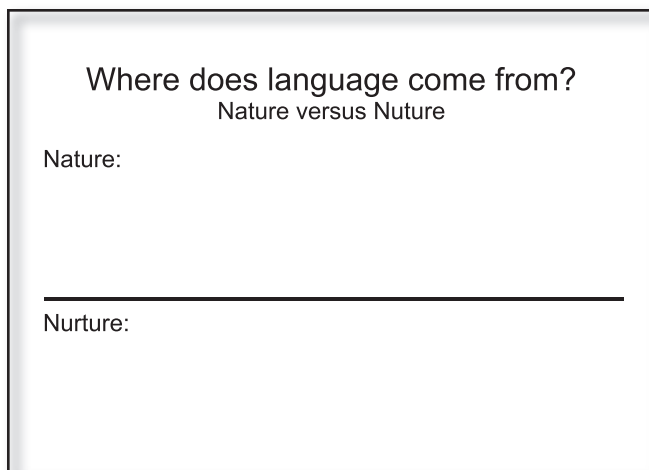 Where does language come from?
Nature versus Nuture
Nature:
Nurture: